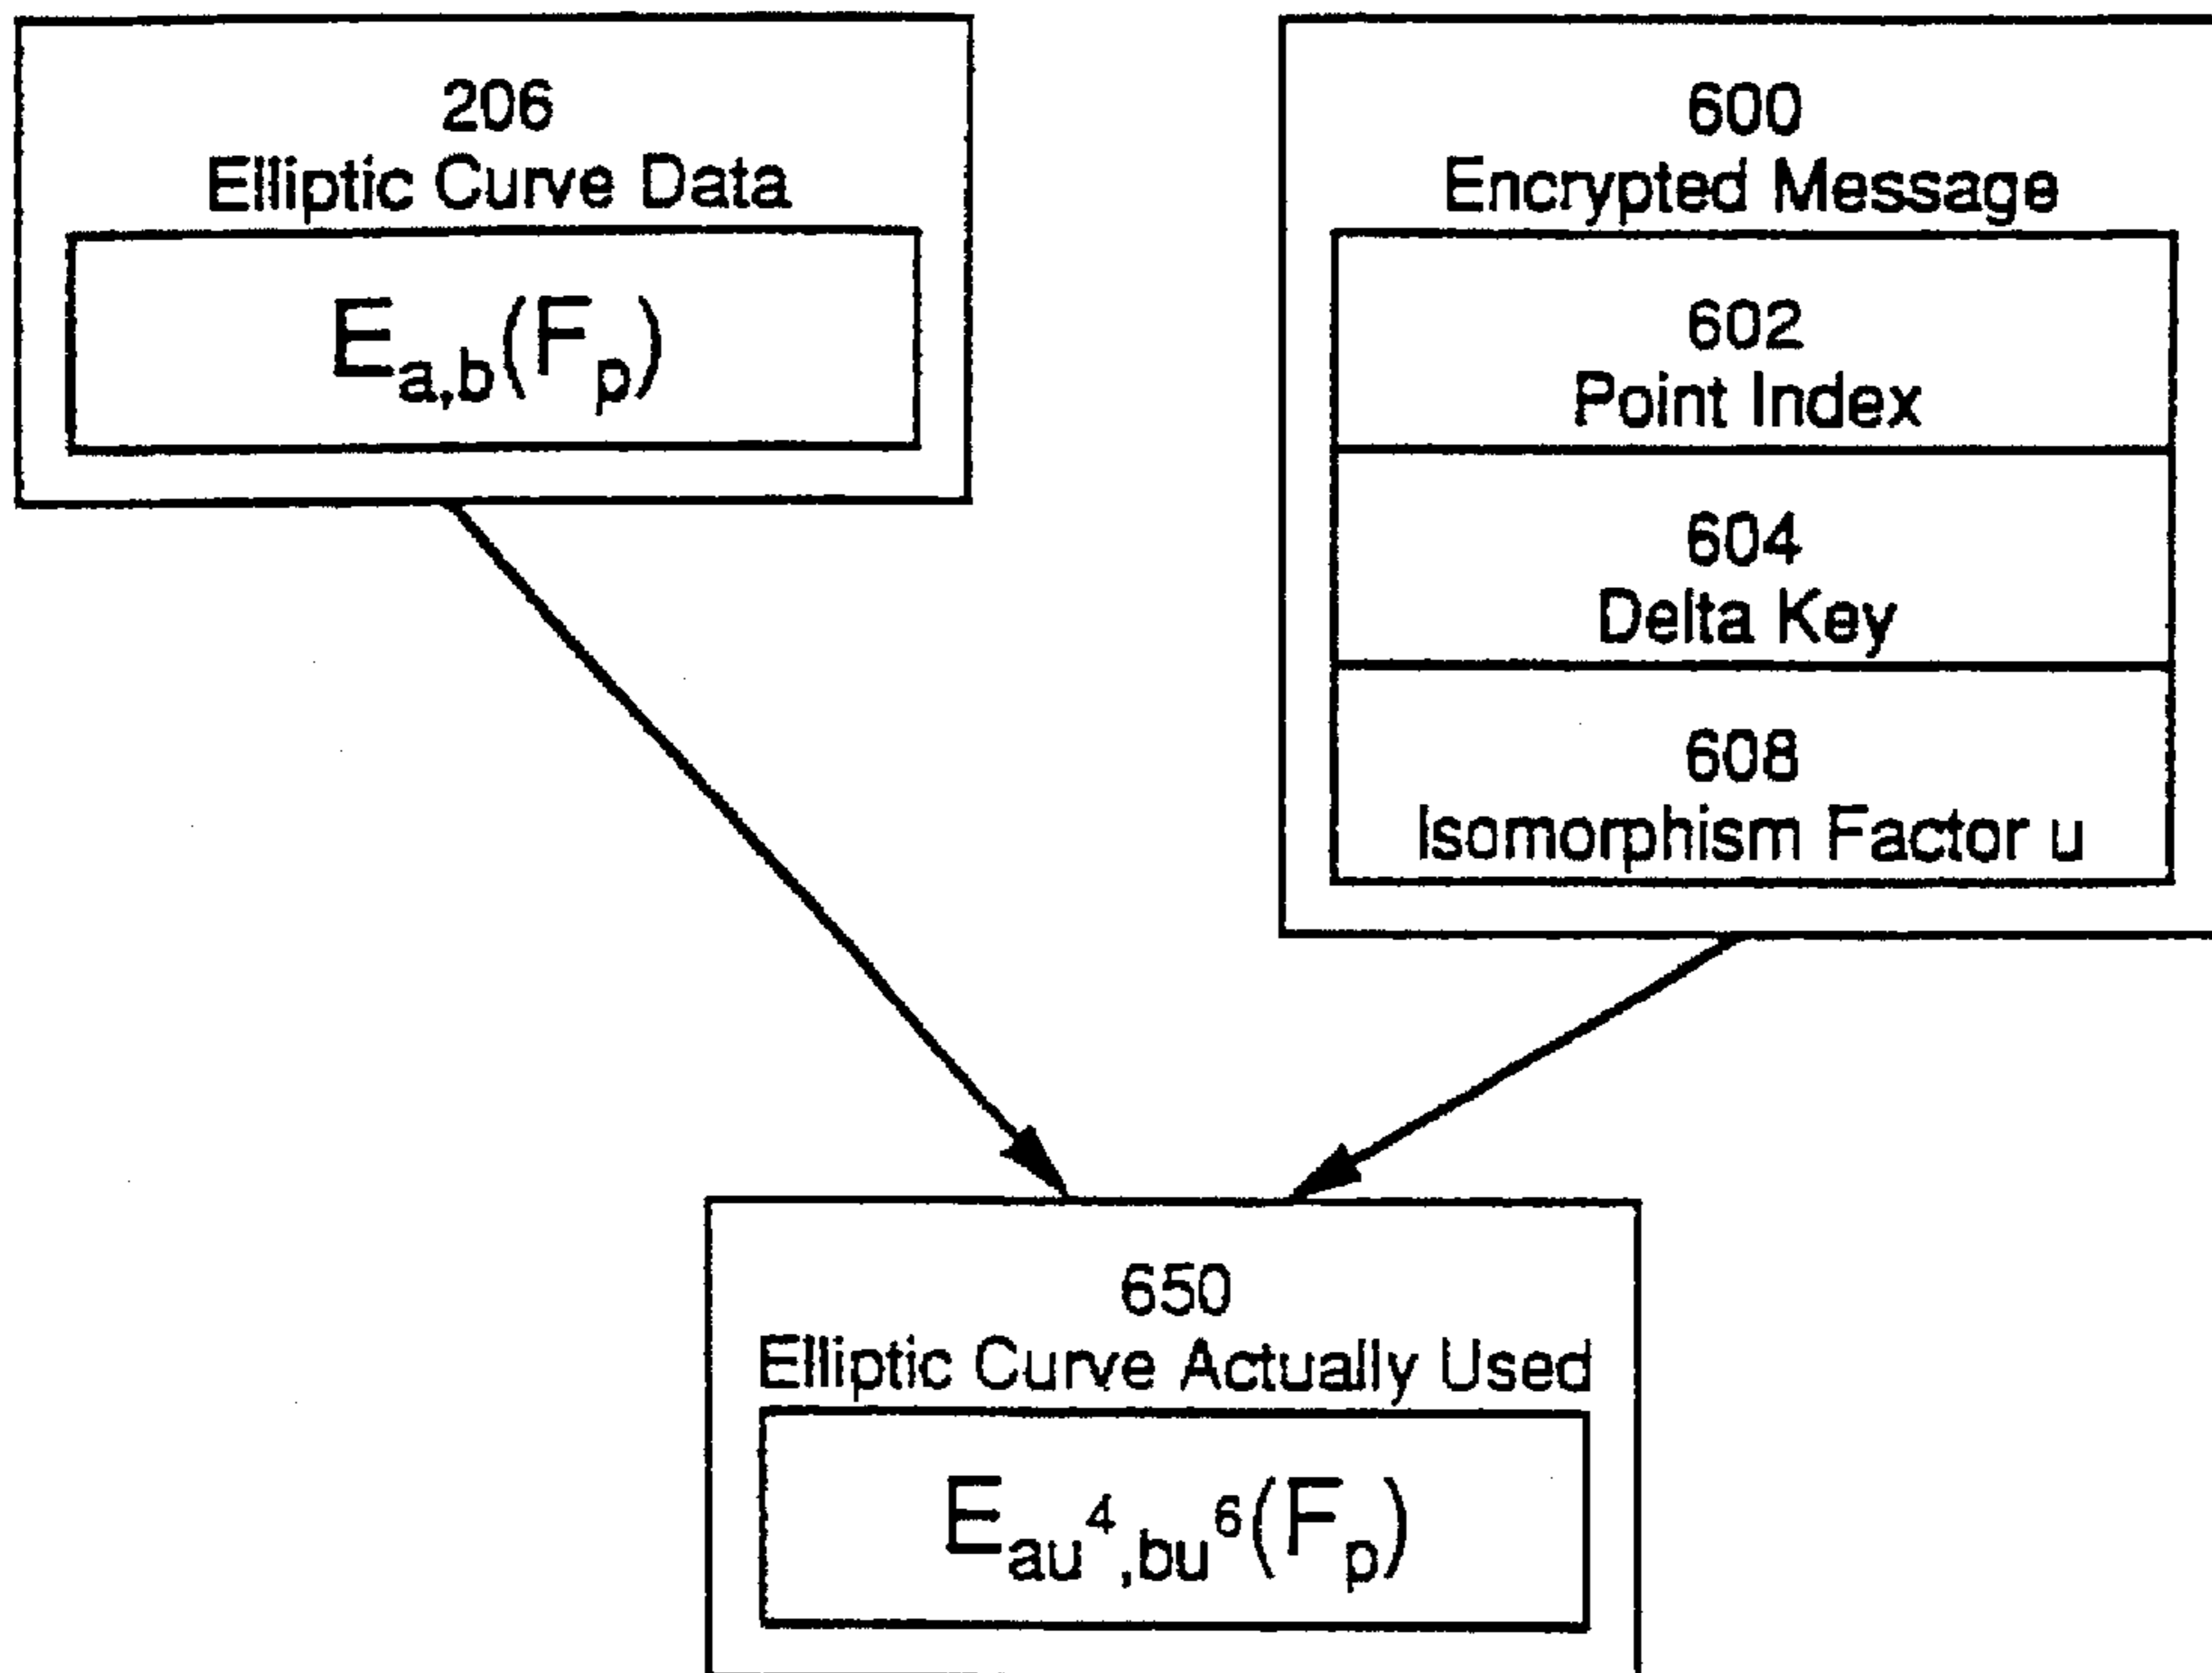 206
Elliptic Curve Data
E_{a,b}(F_p)
600
Encrypted Message
602
Point Index
604
Delta Key
608
Isomorphism Factor u
650
Elliptic Curve Actually Used
E_{au^4,bu^6}(F_p)